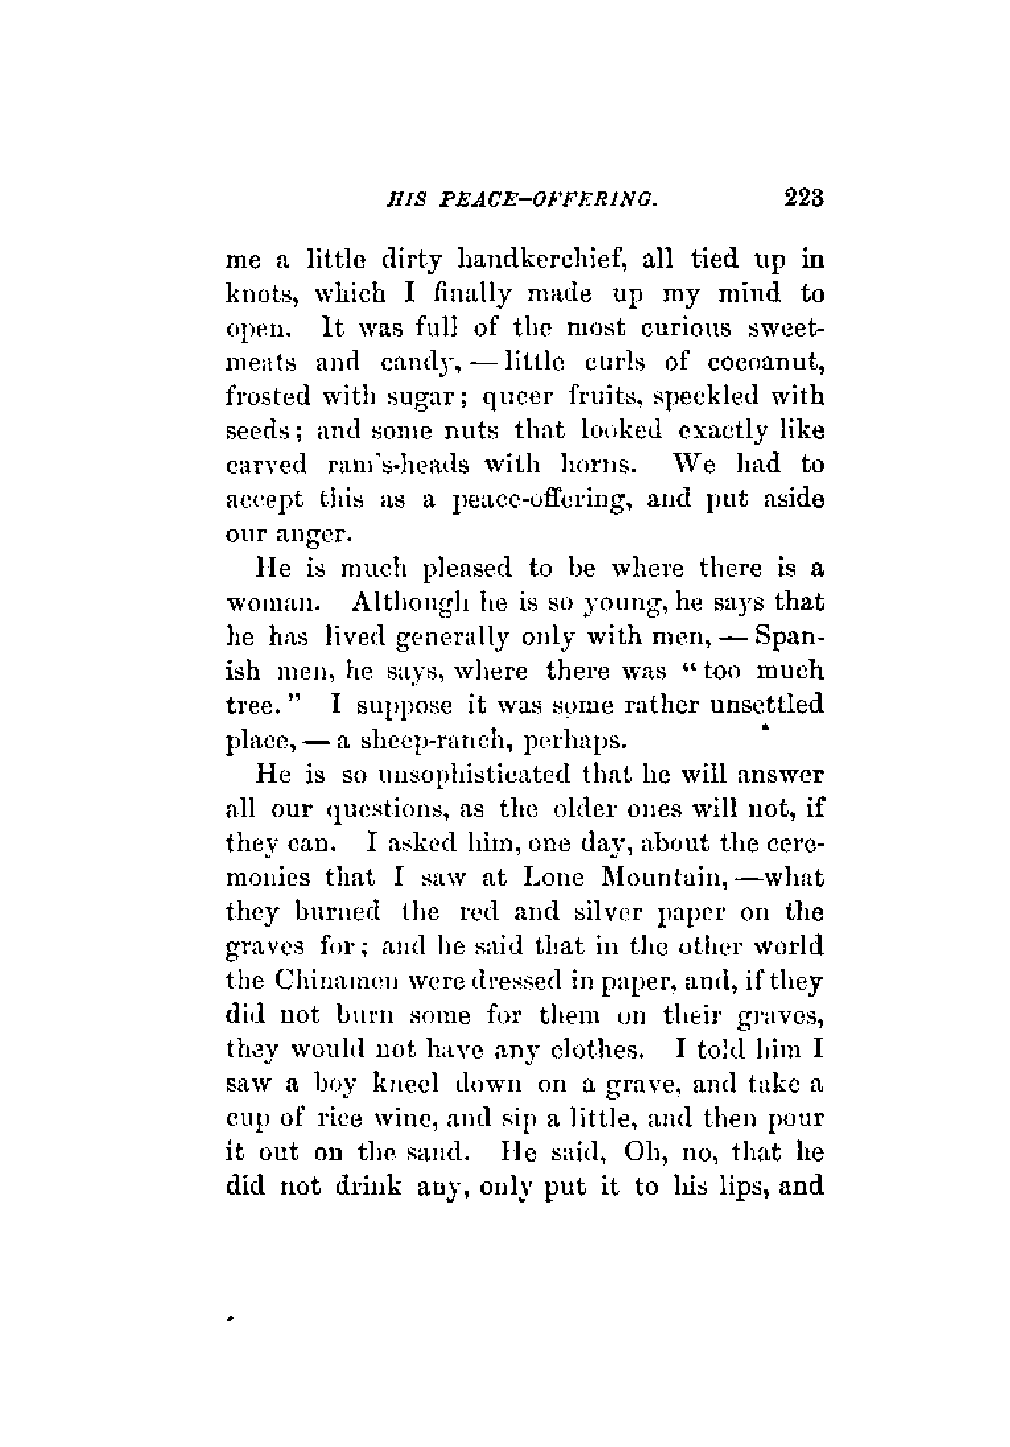 HIS PEACE-OFFERING. 223
me a little dirty handkerchief, all tied up in
knots, which I finally made up my mind to
open. It was full of the most curious sweet-
meats and candy, — little curls of cocoanut,
frosted with sugar; queer fruits, speckled with
seeds; and some nuts that looked exactly like
carved ram's-heads with horns. We had to
accept this as a peace-offering, and put aside
our anger.
He is much pleased to be where there is a
woman. Although he is so young, he says that
he has lived generally only with men, — Span-
ish men, he says, where there was "too much
tree." I suppose it was some rather unsettled
place, — a sheep-ranch, perhaps.
He is so unsophisticated that he will answer
all our questions, as the older ones will not, if
they can. I asked him, one day, about the cere-
monies that I saw at Lone Mountain, — what
they burned the red and silver paper on the
graves for; and he said that in the other world
the Chinamen were dressed in paper, and, if they
did not burn some for them on their graves,
they would not have any clothes. I told him I
saw a boy kneel down on a grave, and take a
cup of rice wine, and sip a little, and then pour
it out on the sand. He said, Oh, no, that he
did not drink any, only put it to his lips, and